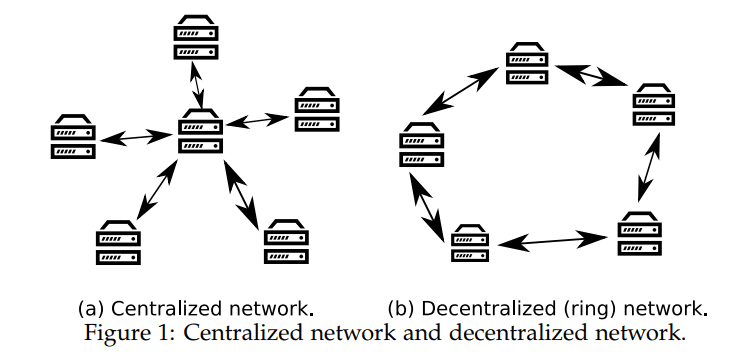 (a) Centralized network.
(b) Decentralized (ring) network.
Figure 1: Centralized network and decentralized network.